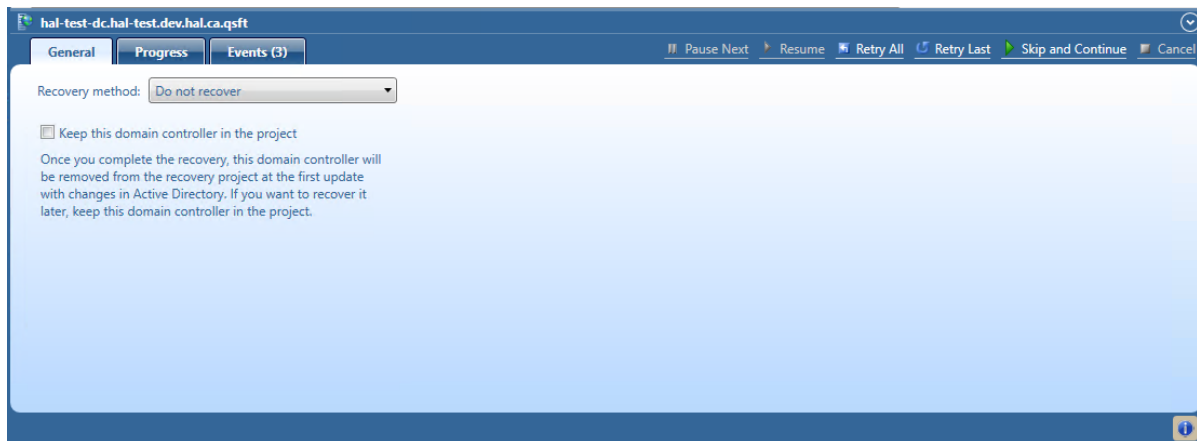 hal-test-dc.hal-test.dev.hal.ca.qsft
General Progress Events (3) Pause Next Resume Retry All Retry Last Skip and Continue Cancel
Recovery method: Do not recover
Keep this domain controller in the project
Once you complete the recovery, this domain controller will
be removed from the recovery project at the first update
with changes in Active Directory. If you want to recover it
later, keep this domain controller in the project.